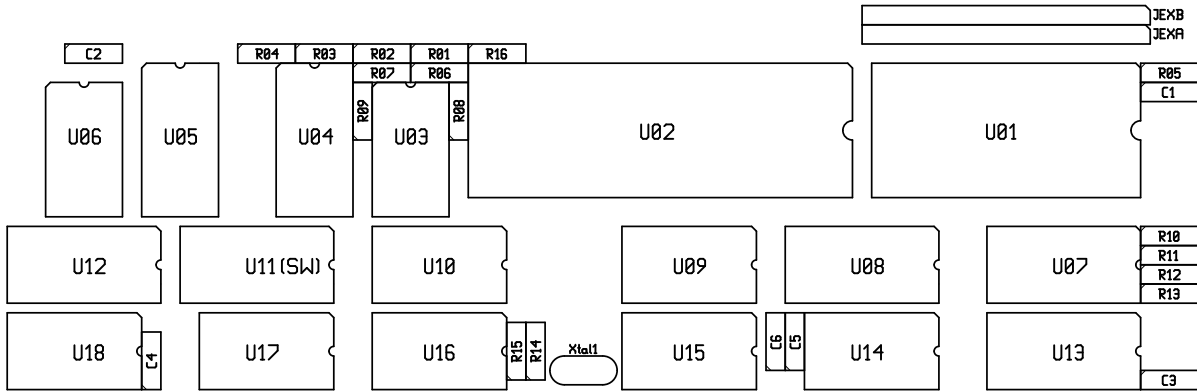 JEXB
JEXA
C2
R04 R03 R02 R01 R16
R07 R06
R05
C1
R09
R08
U06 U05 U04 U03 U02 U01
U12 U11(SW) U10 U09 U08 U07
R10
R11
R12
R13
U18 C4 U17 U16 R15 R14 Xtal1 U15 C6 C5 U14 U13
C3